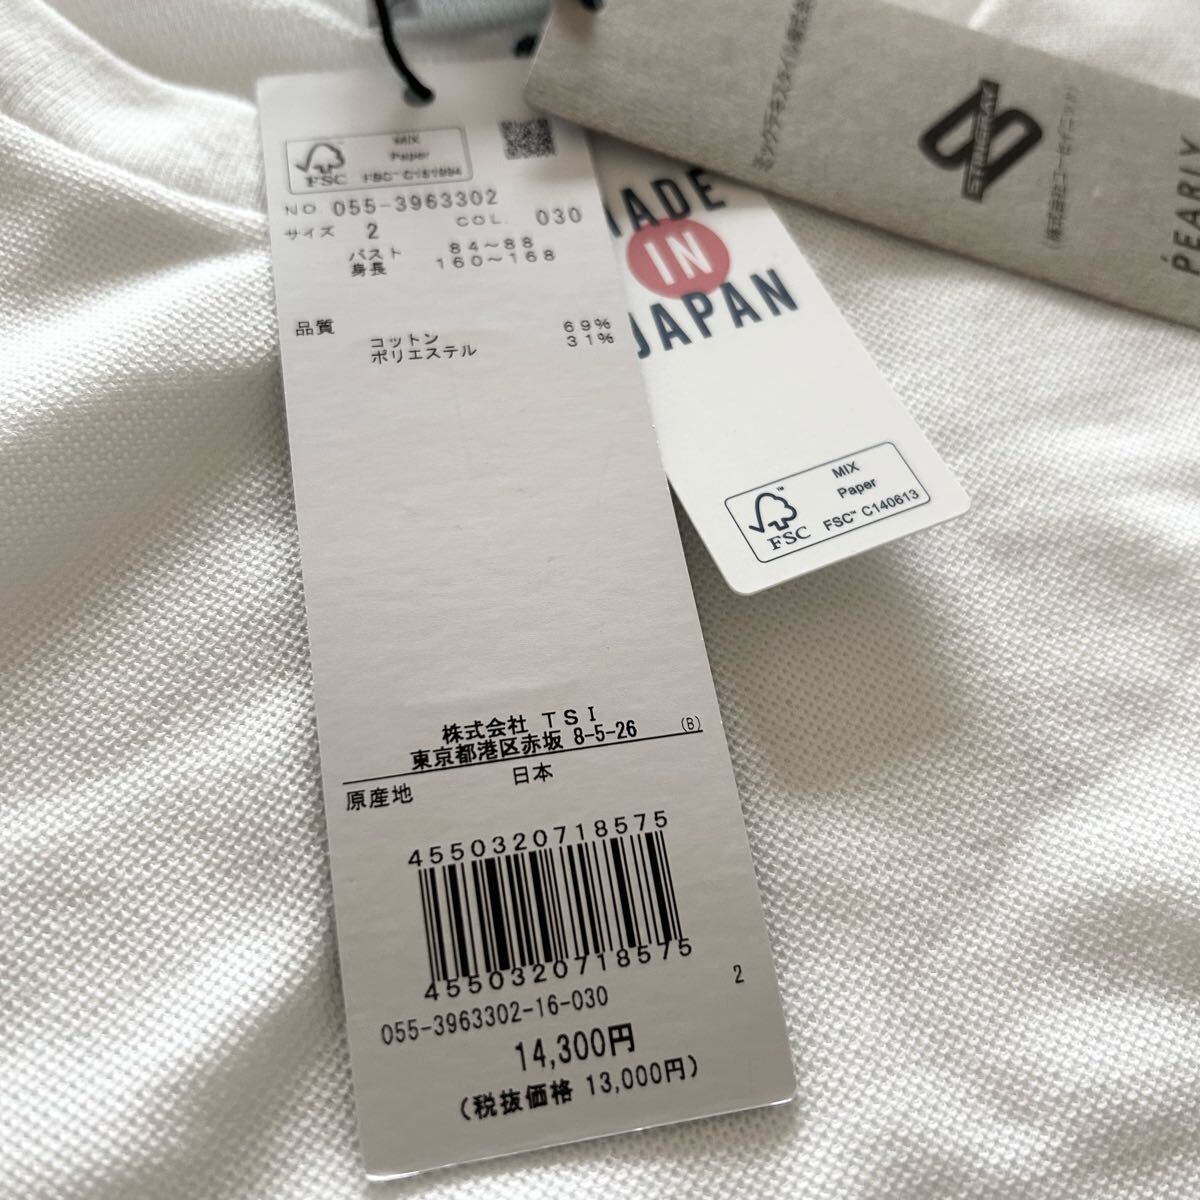 FSC
MIX
Paper
NO 055-3963302
COL. 030
サイズ 2
バスト 84～88
身長 160～168
品質
コットン 69%
ポリエステル 31%
株式会社 TSI
東京都港区赤坂 8-5-26 (B)
原産地 日本
4550320718575
4550320718575
055-3963302-16-030 2
14,300円
(税抜価格 13,000円)
MADE
IN
JAPAN
FSC™
MIX
Paper
FSC™ C140613
PEARLY